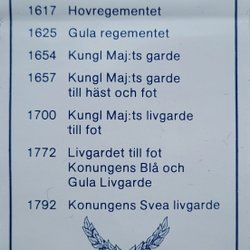 1617 Hovregementet
1625 Gula regementet
1654 Kungl Maj:ts garde
1657 Kungl Maj:ts garde
till häst och fot
1700 Kungl Maj:ts livgarde
till fot
1772 Livgardet till fot
Konungens Blå och
Gula Livgarde
1792 Konungens Svea livgarde